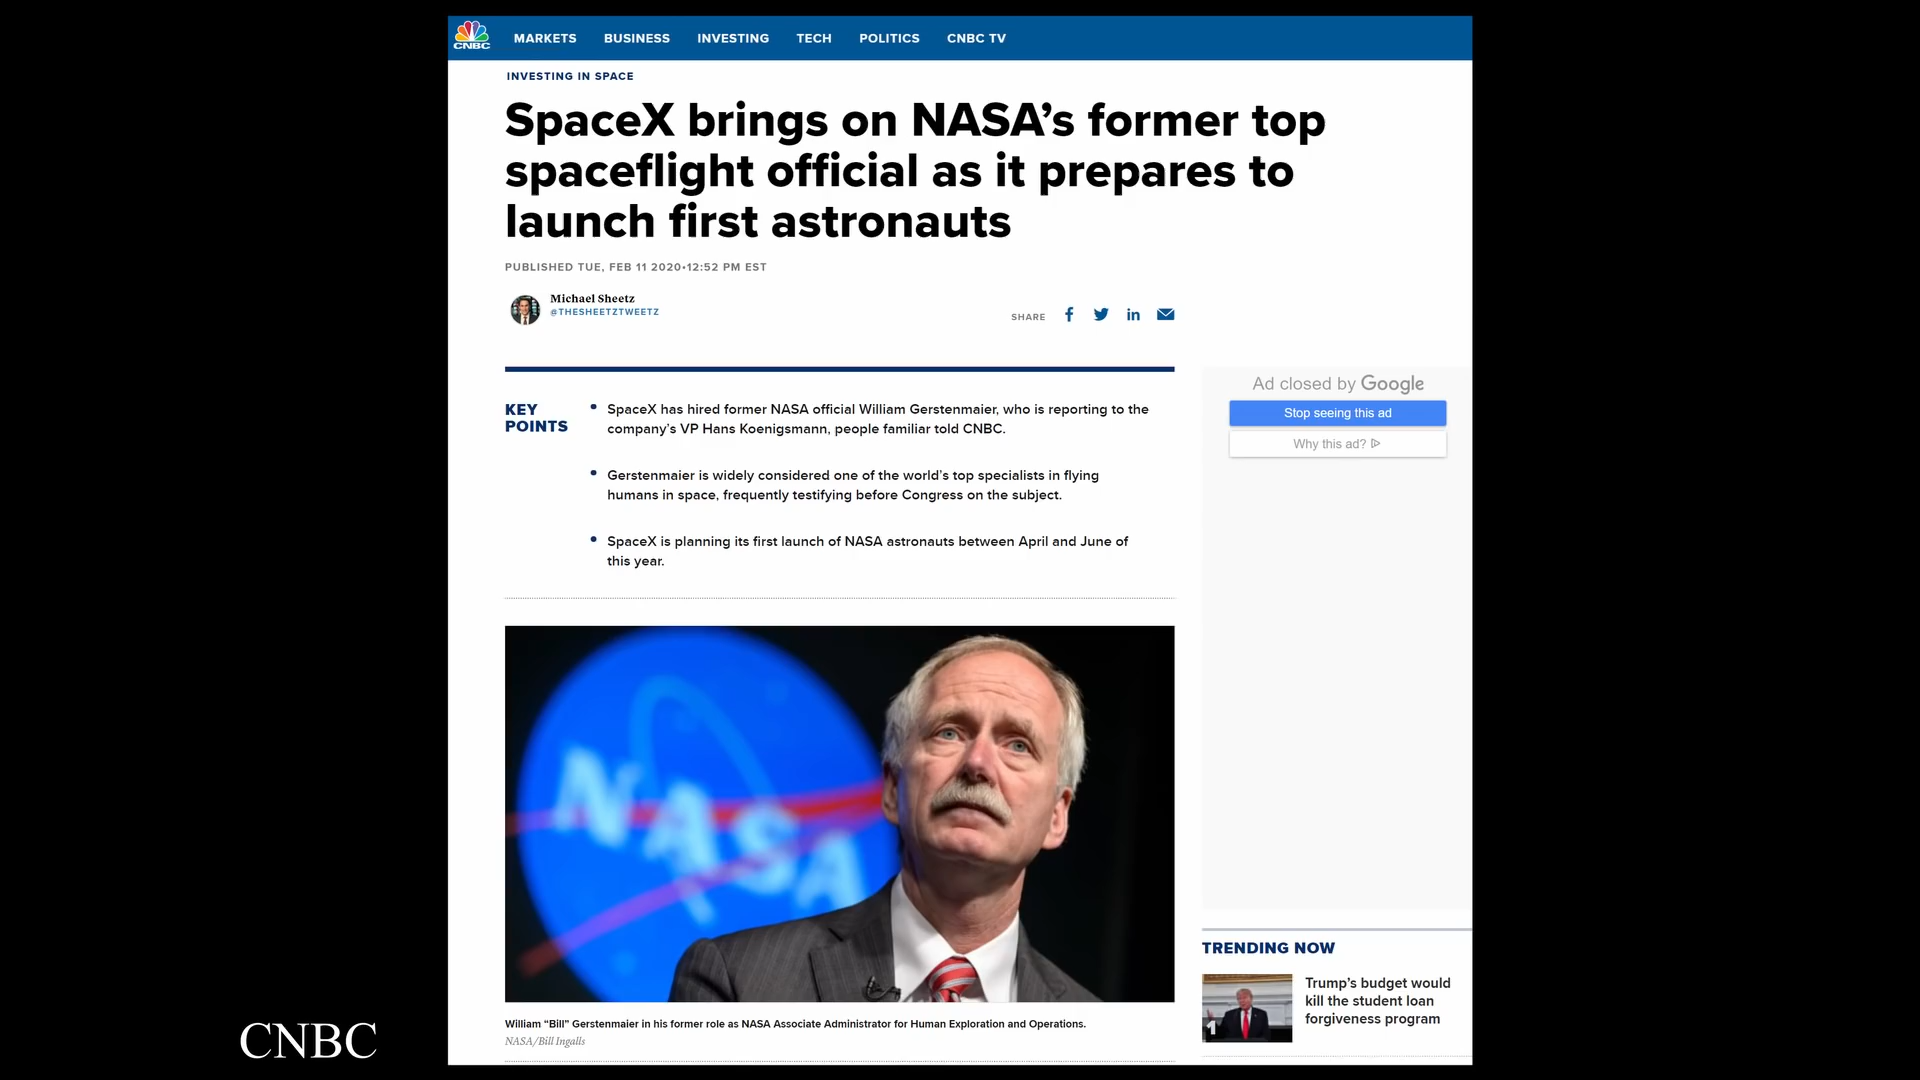 CNBC
MARKETS BUSINESS INVESTING TECH POLITICS CNBC TV
INVESTING IN SPACE
SpaceX brings on NASA’s former top
spaceflight official as it prepares to
launch first astronauts
PUBLISHED TUE, FEB 11 2020•12:52 PM EST
Michael Sheetz
@THESHEETZTWEETZ
SHARE
KEY
POINTS
• SpaceX has hired former NASA official William Gerstenmaier, who is reporting to the
company’s VP Hans Koenigsmann, people familiar told CNBC.
• Gerstenmaier is widely considered one of the world’s top specialists in flying
humans in space, frequently testifying before Congress on the subject.
• SpaceX is planning its first launch of NASA astronauts between April and June of
this year.
Ad closed by Google
Stop seeing this ad
Why this ad?
NASA
William “Bill” Gerstenmaier in his former role as NASA Associate Administrator for Human Exploration and Operations.
NASA/Bill Ingalls
TRENDING NOW
1
Trump’s budget would
kill the student loan
forgiveness program
CNBC